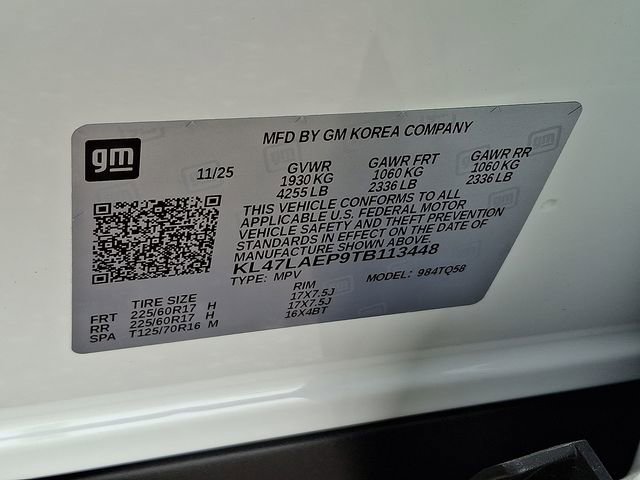 MFD BY GM KOREA COMPANY
gm
11/25 GVWR GAWR FRT GAWR RR
1930 KG 1060 KG 1060 KG
4255 LB 2336 LB 2336 LB
THIS VEHICLE CONFORMS TO ALL
APPLICABLE U.S. FEDERAL MOTOR
VEHICLE SAFETY AND THEFT PREVENTION
STANDARDS IN EFFECT ON THE DATE OF
MANUFACTURE SHOWN ABOVE.
KL47LAEP9TB113448
TYPE: MPV MODEL: 984TQ58
TIRE SIZE RIM
FRT 225/60R17 H 17X7.5J
RR 225/60R17 H 17X7.5J
SPA T125/70R16 M 16X4BT